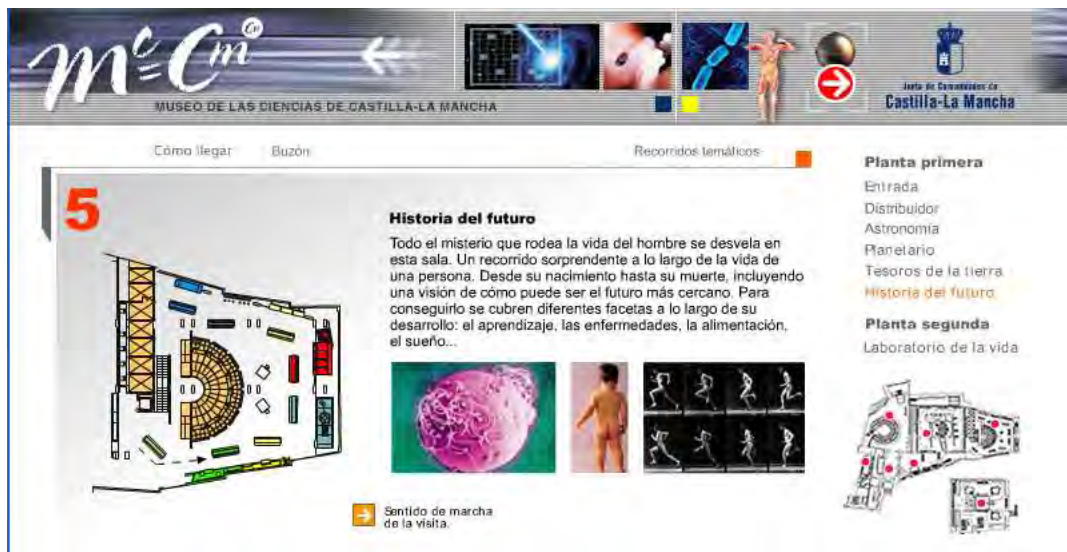 McCm Cm
MUSEO DE LAS CIENCIAS DE CASTILLA-LA MANCHA
Junta de Comunidades de
Castilla-La Mancha
Cómo llegar
Buzón
Recorridos temáticos
5
Historia del futuro
Todo el misterio que rodea la vida del hombre se desvela en
esta sala. Un recorrido sorprendente a lo largo de la vida de
una persona. Desde su nacimiento hasta su muerte, incluyendo
una visión de cómo puede ser el futuro más cercano. Para
conseguirlo se cubren diferentes facetas a lo largo de su
desarrollo: el aprendizaje, las enfermedades, la alimentación,
el sueño...
Sentido de marcha
de la visita.
Planta primera
Entrada
Distribuidor
Astronomía
Planetario
Tesoros de la tierra
Historia del futuro
Planta segunda
Laboratorio de la vida